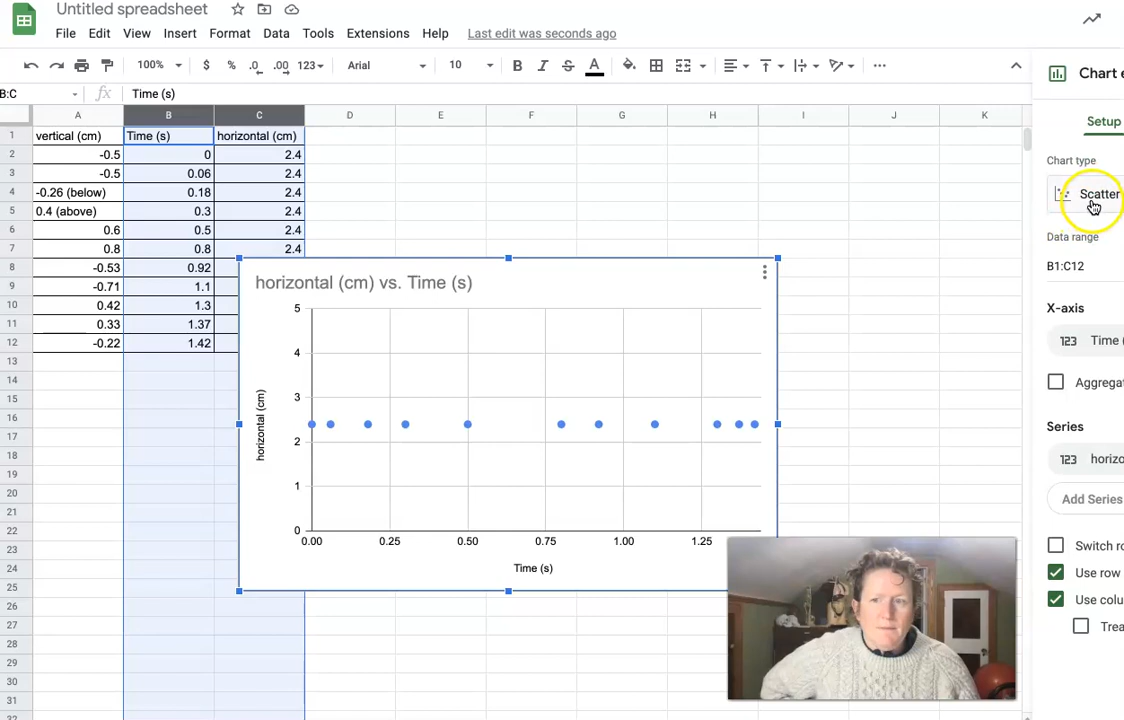 Untitled spreadsheet
File Edit View Insert Format Data Tools Extensions Help Last edit was seconds ago
100% $ % .0 .00 123 Arial 10 B I S A
B:C fx Time (s)
A B C D E F G H I J K
1 vertical (cm) Time (s) horizontal (cm)
2 -0.5 0 2.4
3 -0.5 0.06 2.4
4 -0.26 (below) 0.18 2.4
5 0.4 (above) 0.3 2.4
6 0.6 0.5 2.4
7 0.8 0.8 2.4
8 -0.53 0.92
9 -0.71 1.1
10 0.42 1.3
11 0.33 1.37
12 -0.22 1.42
13
14
15
16
17
18
19
20
21
22
23
24
25
26
27
28
29
30
31
32
horizontal (cm) vs. Time (s)
5
4
3
2
1
0
horizontal (cm)
0.00 0.25 0.50 0.75 1.00 1.25
Time (s)
Chart e
Setup
Chart type
Scatter
Data range
B1:C12
X-axis
123 Time (
Aggregat
Series
123 horizo
Add Series
Switch ro
Use row
Use colu
Trea